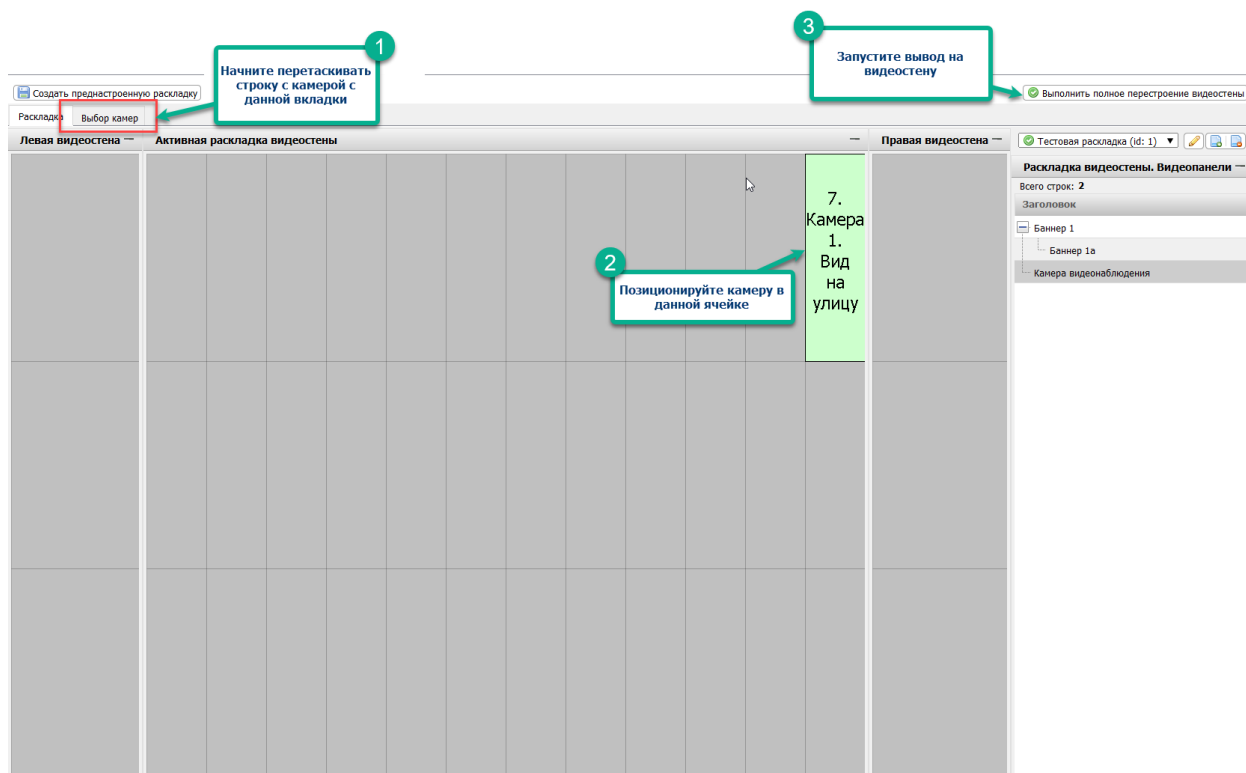 1
Начните перетаскивать
строку с камерой с
данной вкладки
3
Запустите вывод на
видеостену
Создать преднастроенную раскладку
Выполнить полное перестроение видеостены
Раскладка
Выбор камер
Левая видеостена
Активная раскладка видеостены
Правая видеостена
Тестовая раскладка (id: 1)
Раскладка видеостены. Видеопанели
Всего строк: 2
Заголовок
Баннер 1
Баннер 1а
Камера видеонаблюдения
7.
Камера
1.
Вид
на
улицу
2
Позиционируйте камеру в
данной ячейке